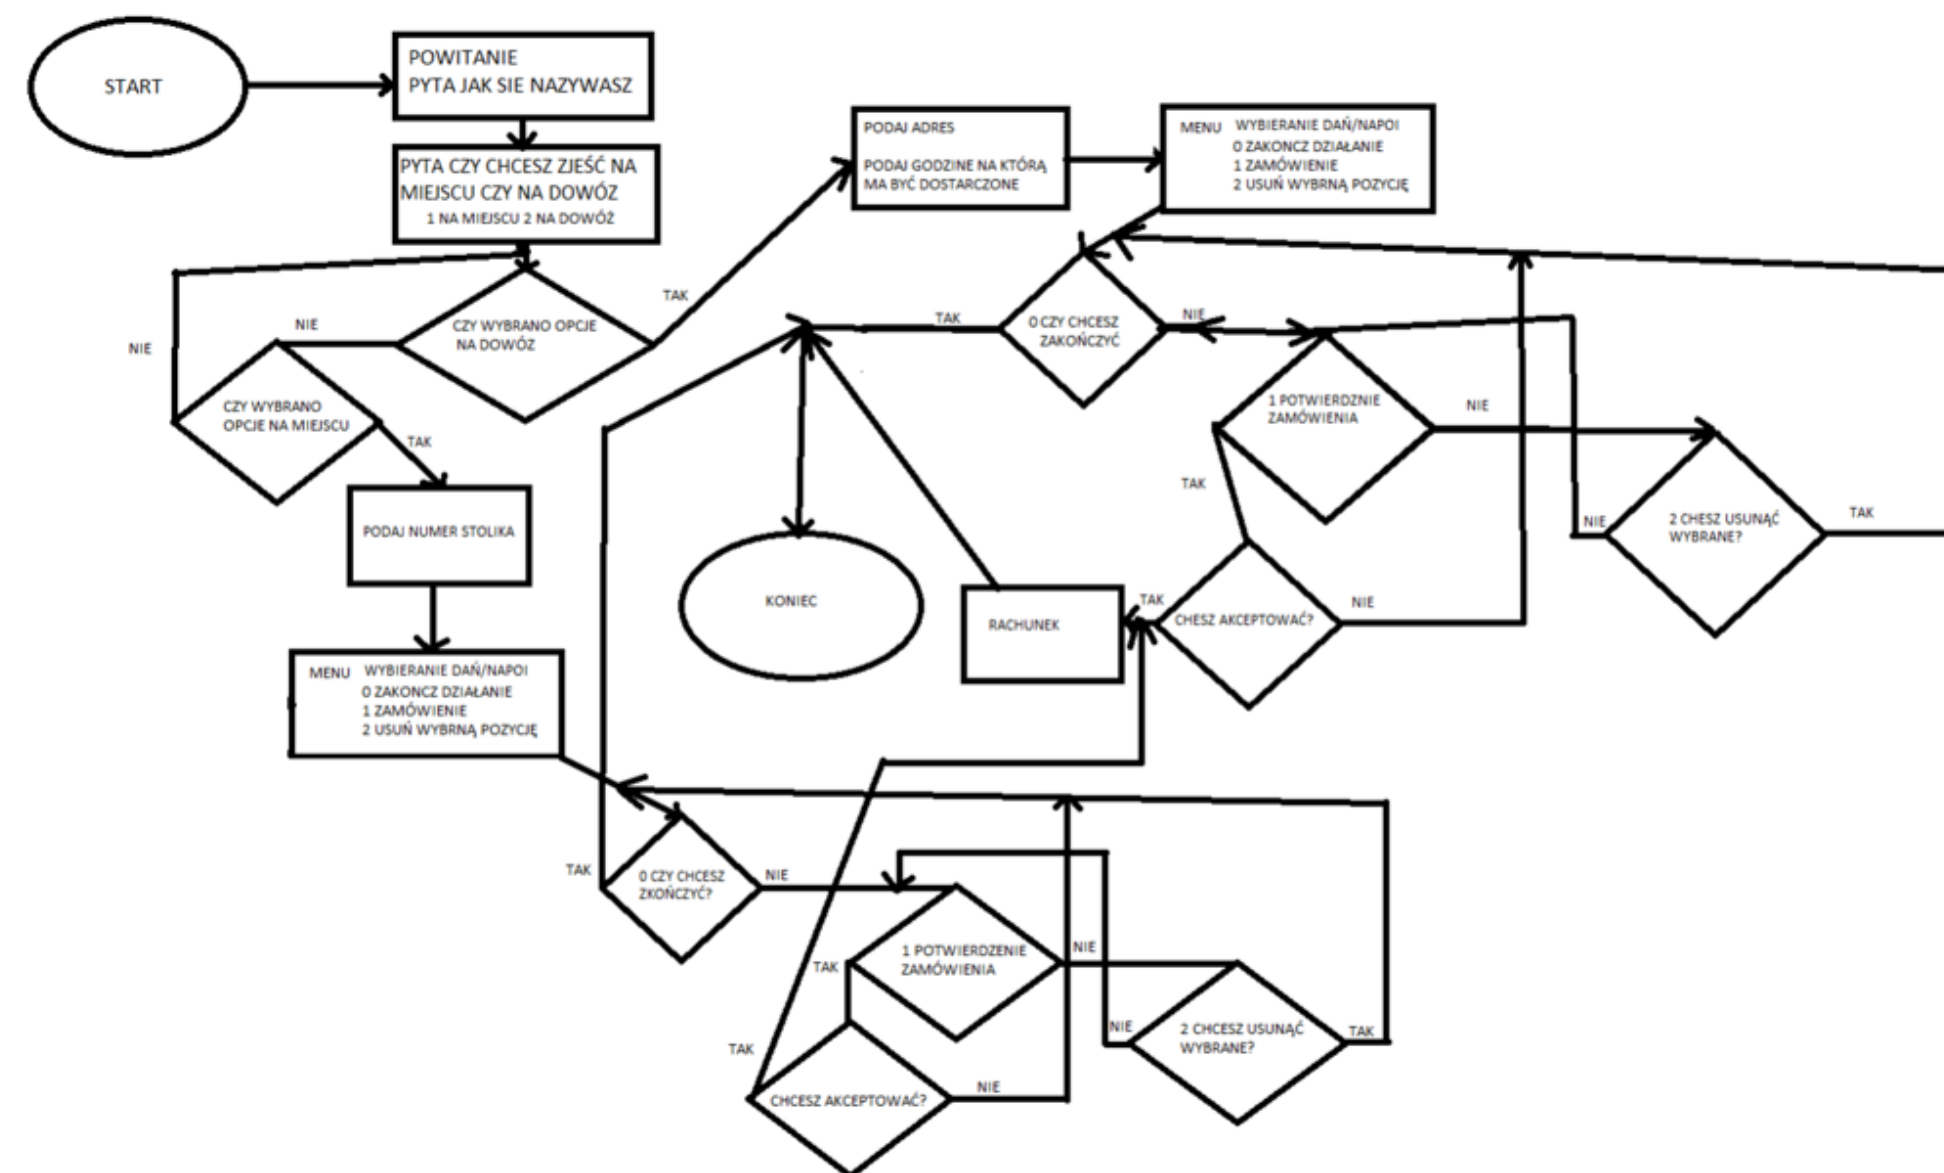 START
POWITANIE
PYTA JAK SIE NAZYWASZ
PYTA CZY CHCESZ ZJEŚĆ NA
MIEJSCU CZY NA DOWÓZ
1 NA MIEJSCU 2 NA DOWÓŻ
CZY WYBRANO OPCJE
NA DOWÓZ
TAK
NIE
NIE
CZY WYBRANO
OPCJE NA MIEJSCU
TAK
PODAJ NUMER STOLIKA
MENU WYBIERANIE DAŃ/NAPOI
0 ZAKONCZ DZIAŁANIE
1 ZAMÓWIENIE
2 USUŃ WYBRNĄ POZYCJĘ
PODAJ ADRES
PODAJ GODZINE NA KTÓRĄ
MA BYĆ DOSTARCZONE
MENU WYBIERANIE DAŃ/NAPOI
0 ZAKONCZ DZIAŁANIE
1 ZAMÓWIENIE
2 USUŃ WYBRNĄ POZYCJĘ
TAK
0 CZY CHCESZ
ZAKOŃCZYĆ
NIE
1 POTWIERDZNIE
ZAMÓWIENIA
NIE
TAK
2 CHESZ USUNĄĆ
WYBRANE?
NIE
TAK
CHESZ AKCEPTOWAĆ?
TAK
NIE
RACHUNEK
KONIEC
TAK
0 CZY CHCESZ
ZKOŃCZYĆ?
NIE
1 POTWIERDZENIE
ZAMÓWIENIA
TAK
NIE
2 CHCESZ USUNĄĆ
WYBRANE?
NIE
TAK
TAK
CHCESZ AKCEPTOWAĆ?
NIE